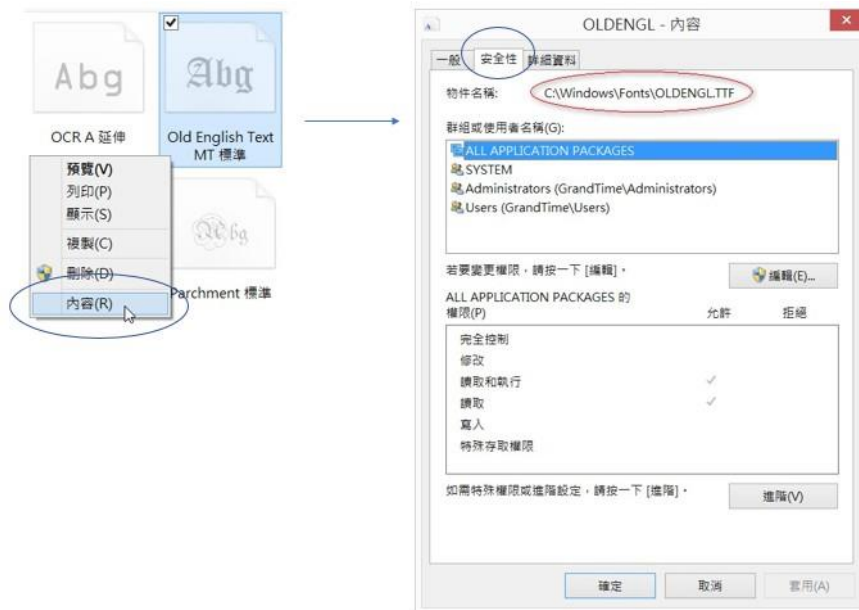 Abg
Abg
OCR A 延伸
Old English Text
MT 標準
預覽(V)
列印(P)
顯示(S)
複製(C)
刪除(D)
內容(R)
Abg
Parchment 標準
OLDENGL - 內容
一般
安全性
詳細資料
物件名稱:
C:\Windows\Fonts\OLDENGL.TTF
群組或使用者名稱(G):
ALL APPLICATION PACKAGES
SYSTEM
Administrators (GrandTime\Administrators)
Users (GrandTime\Users)
若要變更權限，請按一下 [編輯]。
編輯(E)...
ALL APPLICATION PACKAGES 的
權限(P)
允許
拒絕
完全控制
修改
讀取和執行
讀取
寫入
特殊存取權限
如需特殊權限或進階設定，請按一下 [進階]。
進階(V)
確定
取消
套用(A)